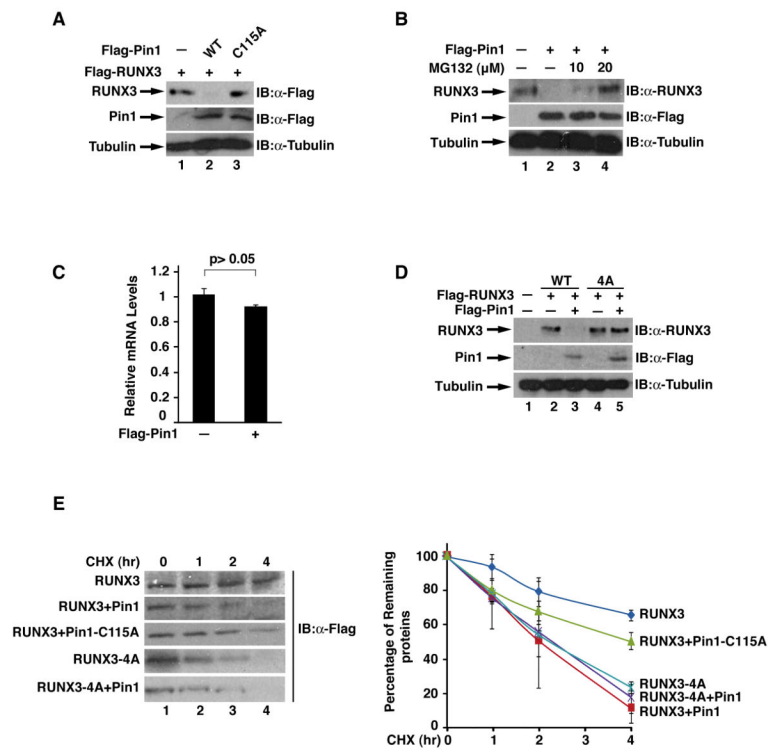 A
Flag-Pin1 — WT C115A
Flag-RUNX3 + + +
RUNX3 IB:α-Flag
Pin1 IB:α-Flag
Tubulin IB:α-Tubulin
1 2 3
B
Flag-Pin1 — + + +
MG132 (µM) — — 10 20
RUNX3 IB:α-RUNX3
Pin1 IB:α-Flag
Tubulin IB:α-Tubulin
1 2 3 4
C
p> 0.05
Relative mRNA Levels
1.2
1
0.8
0.6
0.4
0.2
0
Flag-Pin1 — +
D
WT 4A
Flag-RUNX3 — + + + +
Flag-Pin1 — — + — +
RUNX3 IB:α-RUNX3
Pin1 IB:α-Flag
Tubulin IB:α-Tubulin
1 2 3 4 5
E
CHX (hr) 0 1 2 4
RUNX3
RUNX3+Pin1
RUNX3+Pin1-C115A
RUNX3-4A
RUNX3-4A+Pin1
IB:α-Flag
1 2 3 4
Percentage of Remaining
proteins
100
80
60
40
20
0
RUNX3
RUNX3+Pin1-C115A
RUNX3-4A
RUNX3-4A+Pin1
RUNX3+Pin1
CHX (hr) 0 1 2 3 4